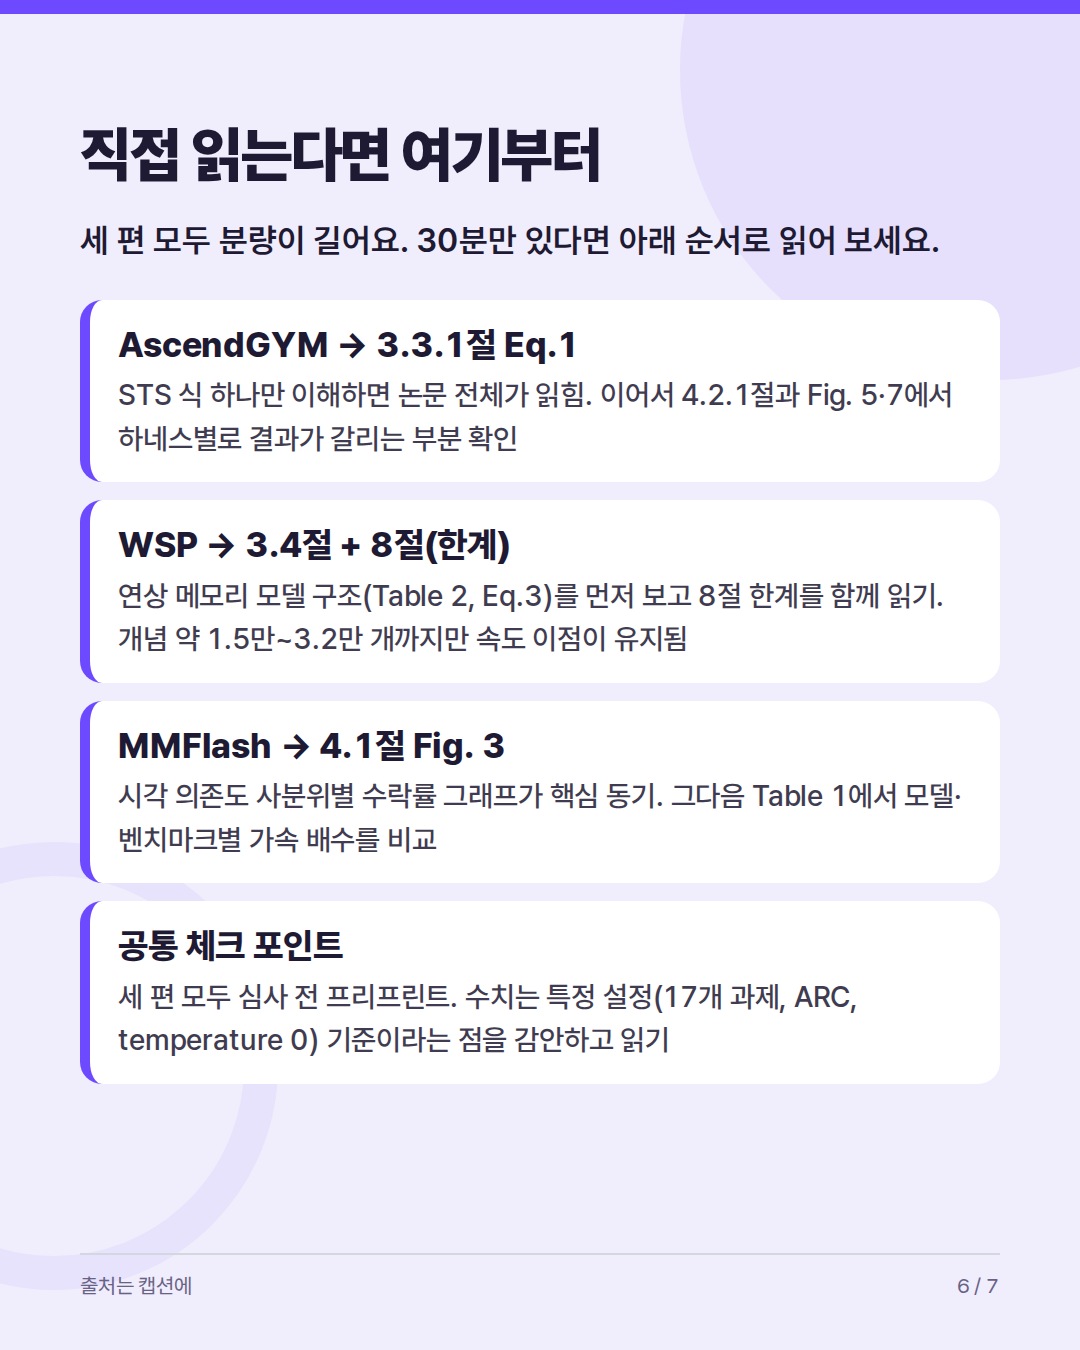 직접 읽는다면 여기부터
세 편 모두 분량이 길어요. 30분만 있다면 아래 순서로 읽어 보세요.
AscendGYM → 3.3.1절 Eq.1
STS 식 하나만 이해하면 논문 전체가 읽힘. 이어서 4.2.1절과 Fig. 5·7에서
하네스별로 결과가 갈리는 부분 확인
WSP → 3.4절 + 8절(한계)
연상 메모리 모델 구조(Table 2, Eq.3)를 먼저 보고 8절 한계를 함께 읽기.
개념 약 1.5만~3.2만 개까지만 속도 이점이 유지됨
MMFlash → 4.1절 Fig. 3
시각 의존도 사분위별 수락률 그래프가 핵심 동기. 그다음 Table 1에서 모델·
벤치마크별 가속 배수를 비교
공통 체크 포인트
세 편 모두 심사 전 프리프린트. 수치는 특정 설정(17개 과제, ARC,
temperature 0) 기준이라는 점을 감안하고 읽기
출처는 캡션에
6 / 7